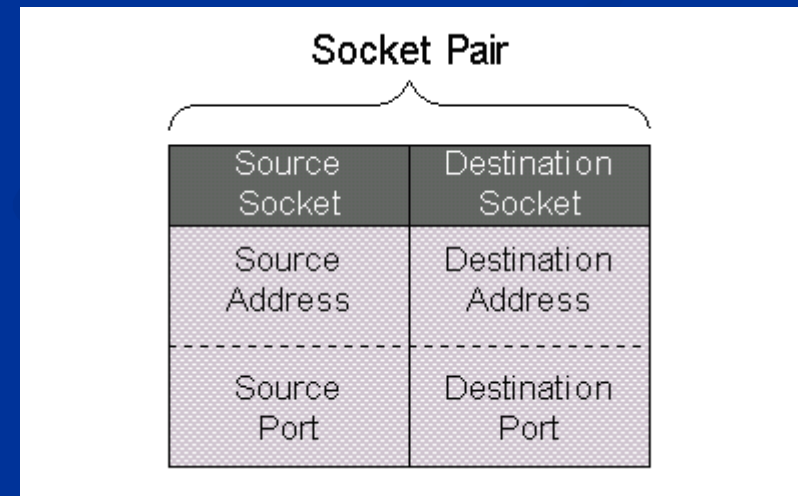 Socket Pair
Source Destination
Socket Socket
Source Destination
Address Address
Source Destination
Port Port